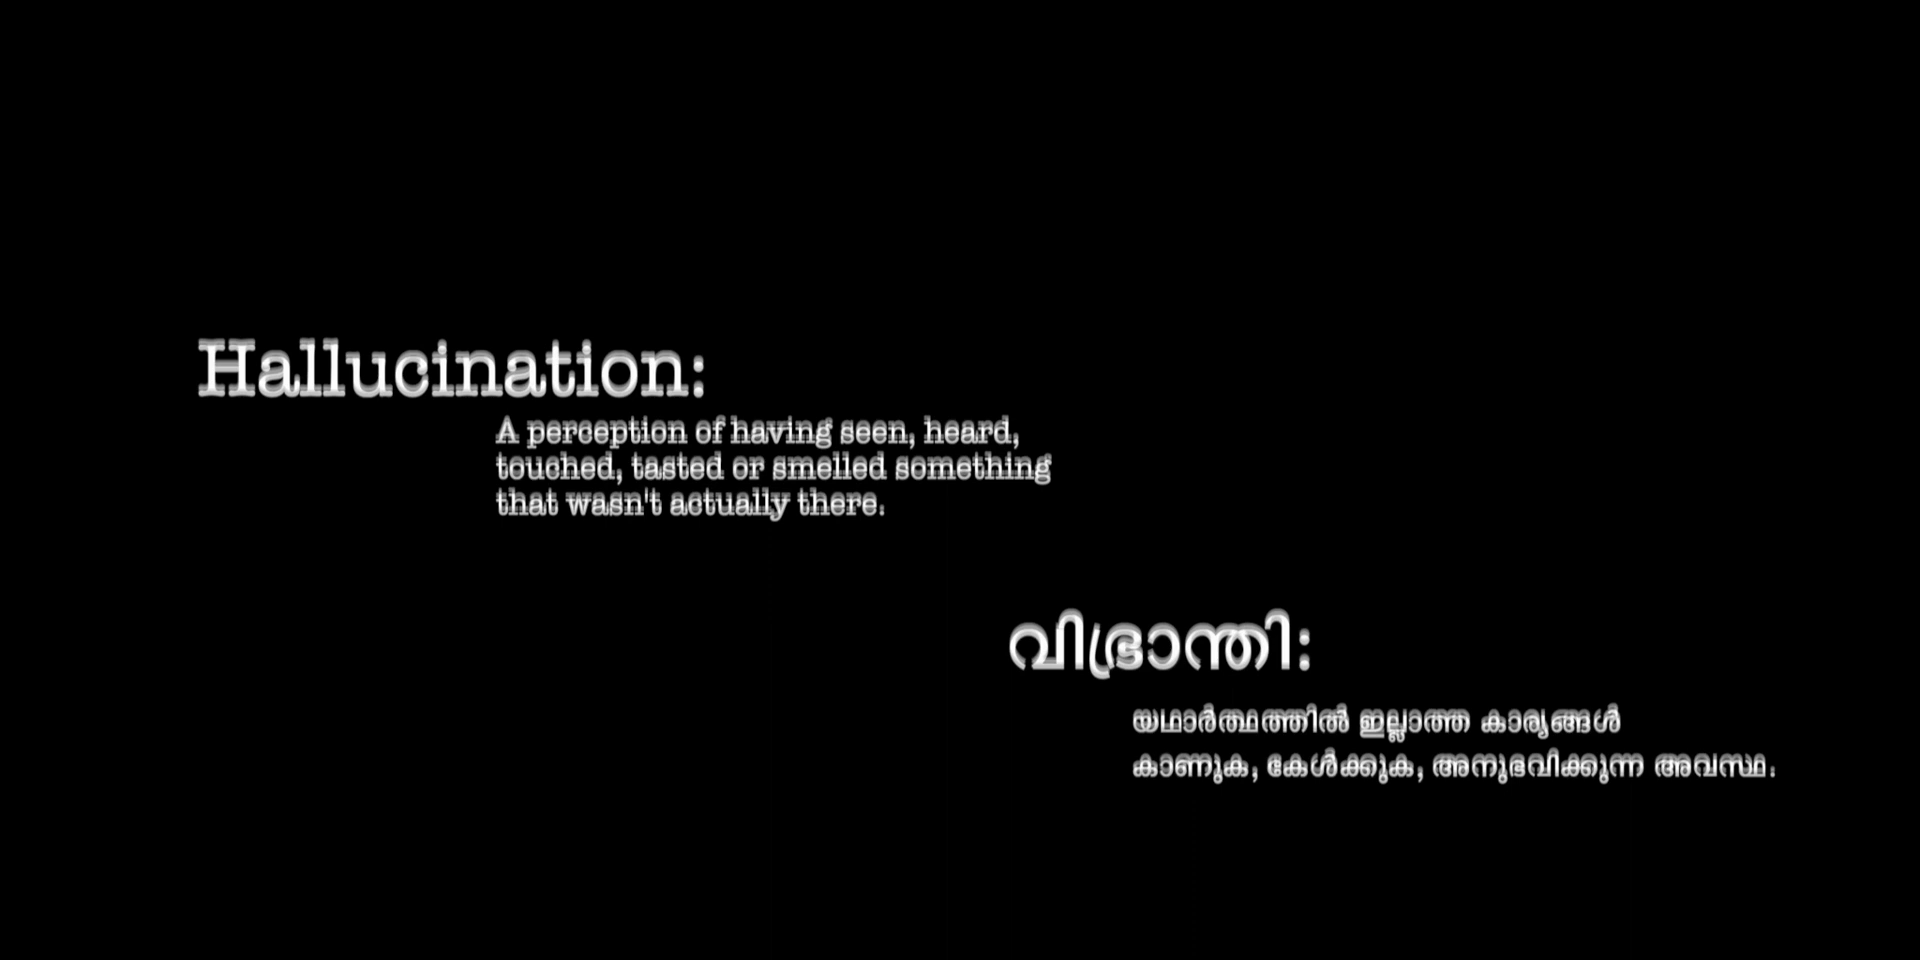 Hallucination:
A perception of having seen, heard,
touched, tasted or smelled something
that wasn't actually there.
വിഭ്രാന്തി:
യഥാർത്ഥത്തിൽ ഇല്ലാത്ത കാര്യങ്ങൾ
കാണുക, കേൾക്കുക, അനുഭവിക്കുന്ന അവസ്ഥ.